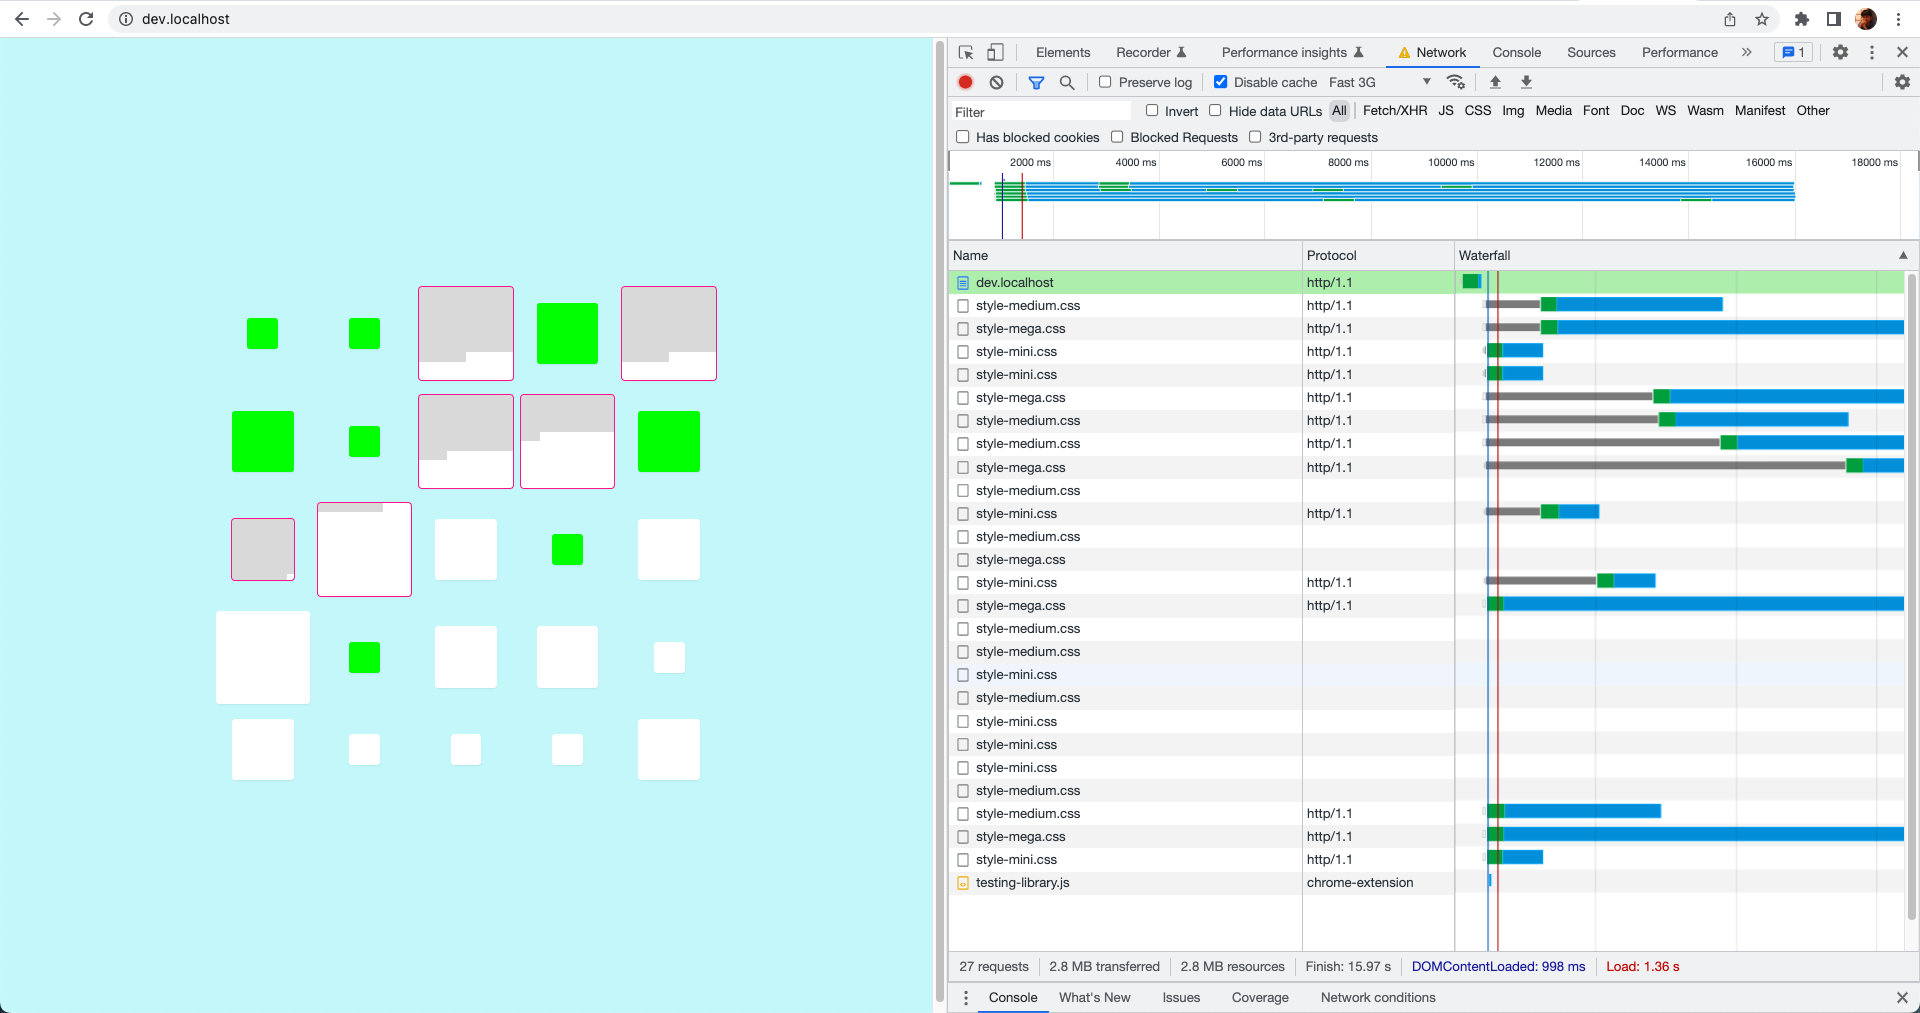 dev.localhost
Elements Recorder Performance insights Network Console Sources Performance 1
Preserve log Disable cache Fast 3G
Filter Invert Hide data URLs All Fetch/XHR JS CSS Img Media Font Doc WS Wasm Manifest Other
Has blocked cookies Blocked Requests 3rd-party requests
2000 ms 4000 ms 6000 ms 8000 ms 10000 ms 12000 ms 14000 ms 16000 ms 18000 ms
Name Protocol Waterfall
dev.localhost http/1.1
style-medium.css http/1.1
style-mega.css http/1.1
style-mini.css http/1.1
style-mini.css http/1.1
style-mega.css http/1.1
style-medium.css http/1.1
style-medium.css http/1.1
style-mega.css http/1.1
style-medium.css
style-mini.css http/1.1
style-medium.css
style-mega.css
style-mini.css http/1.1
style-mega.css http/1.1
style-medium.css
style-medium.css
style-mini.css
style-medium.css
style-mini.css
style-mini.css
style-mini.css
style-medium.css
style-medium.css http/1.1
style-mega.css http/1.1
style-mini.css http/1.1
testing-library.js chrome-extension
27 requests 2.8 MB transferred 2.8 MB resources Finish: 15.97 s DOMContentLoaded: 998 ms Load: 1.36 s
Console What's New Issues Coverage Network conditions